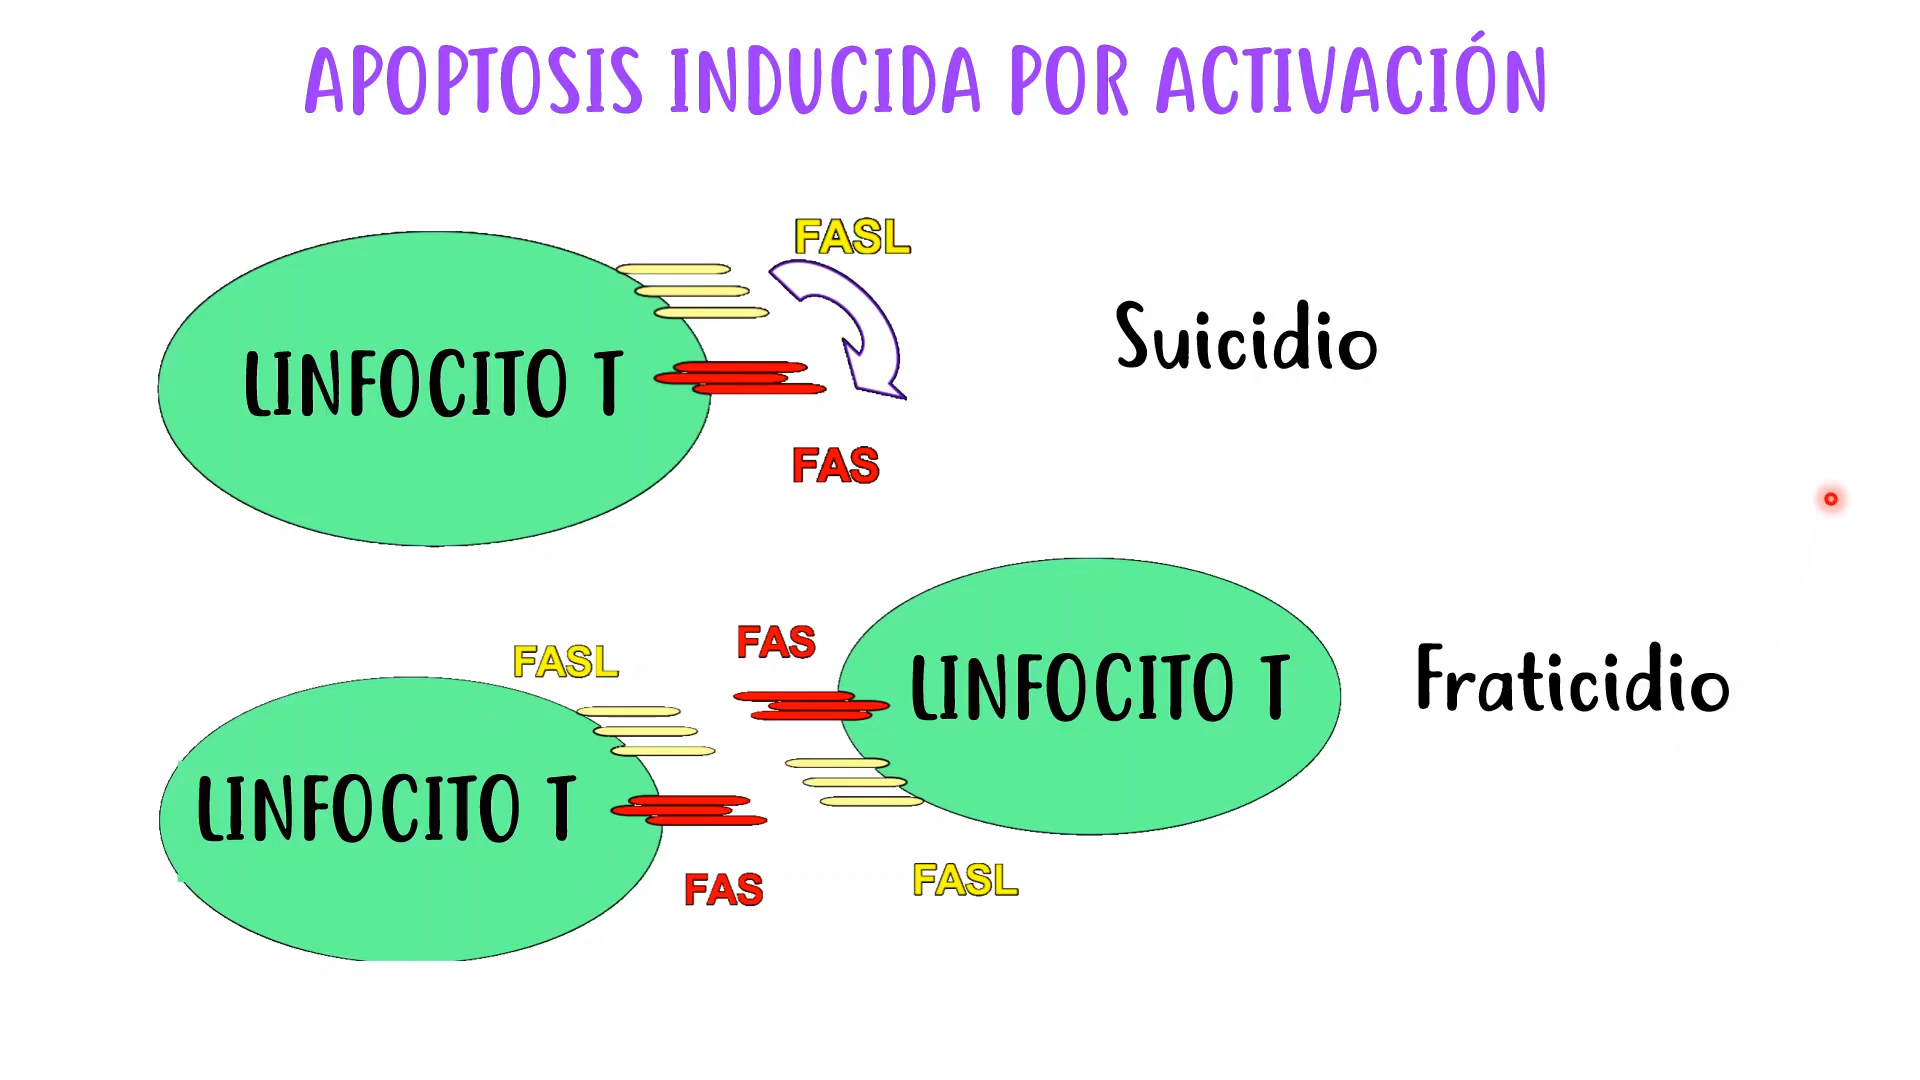 APOPTOSIS INDUCIDA POR ACTIVACIÓN
FASL
LINFOCITO T
Suicidio
FAS
FASL
FAS
LINFOCITO T
Fraticidio
LINFOCITO T
FAS
FASL